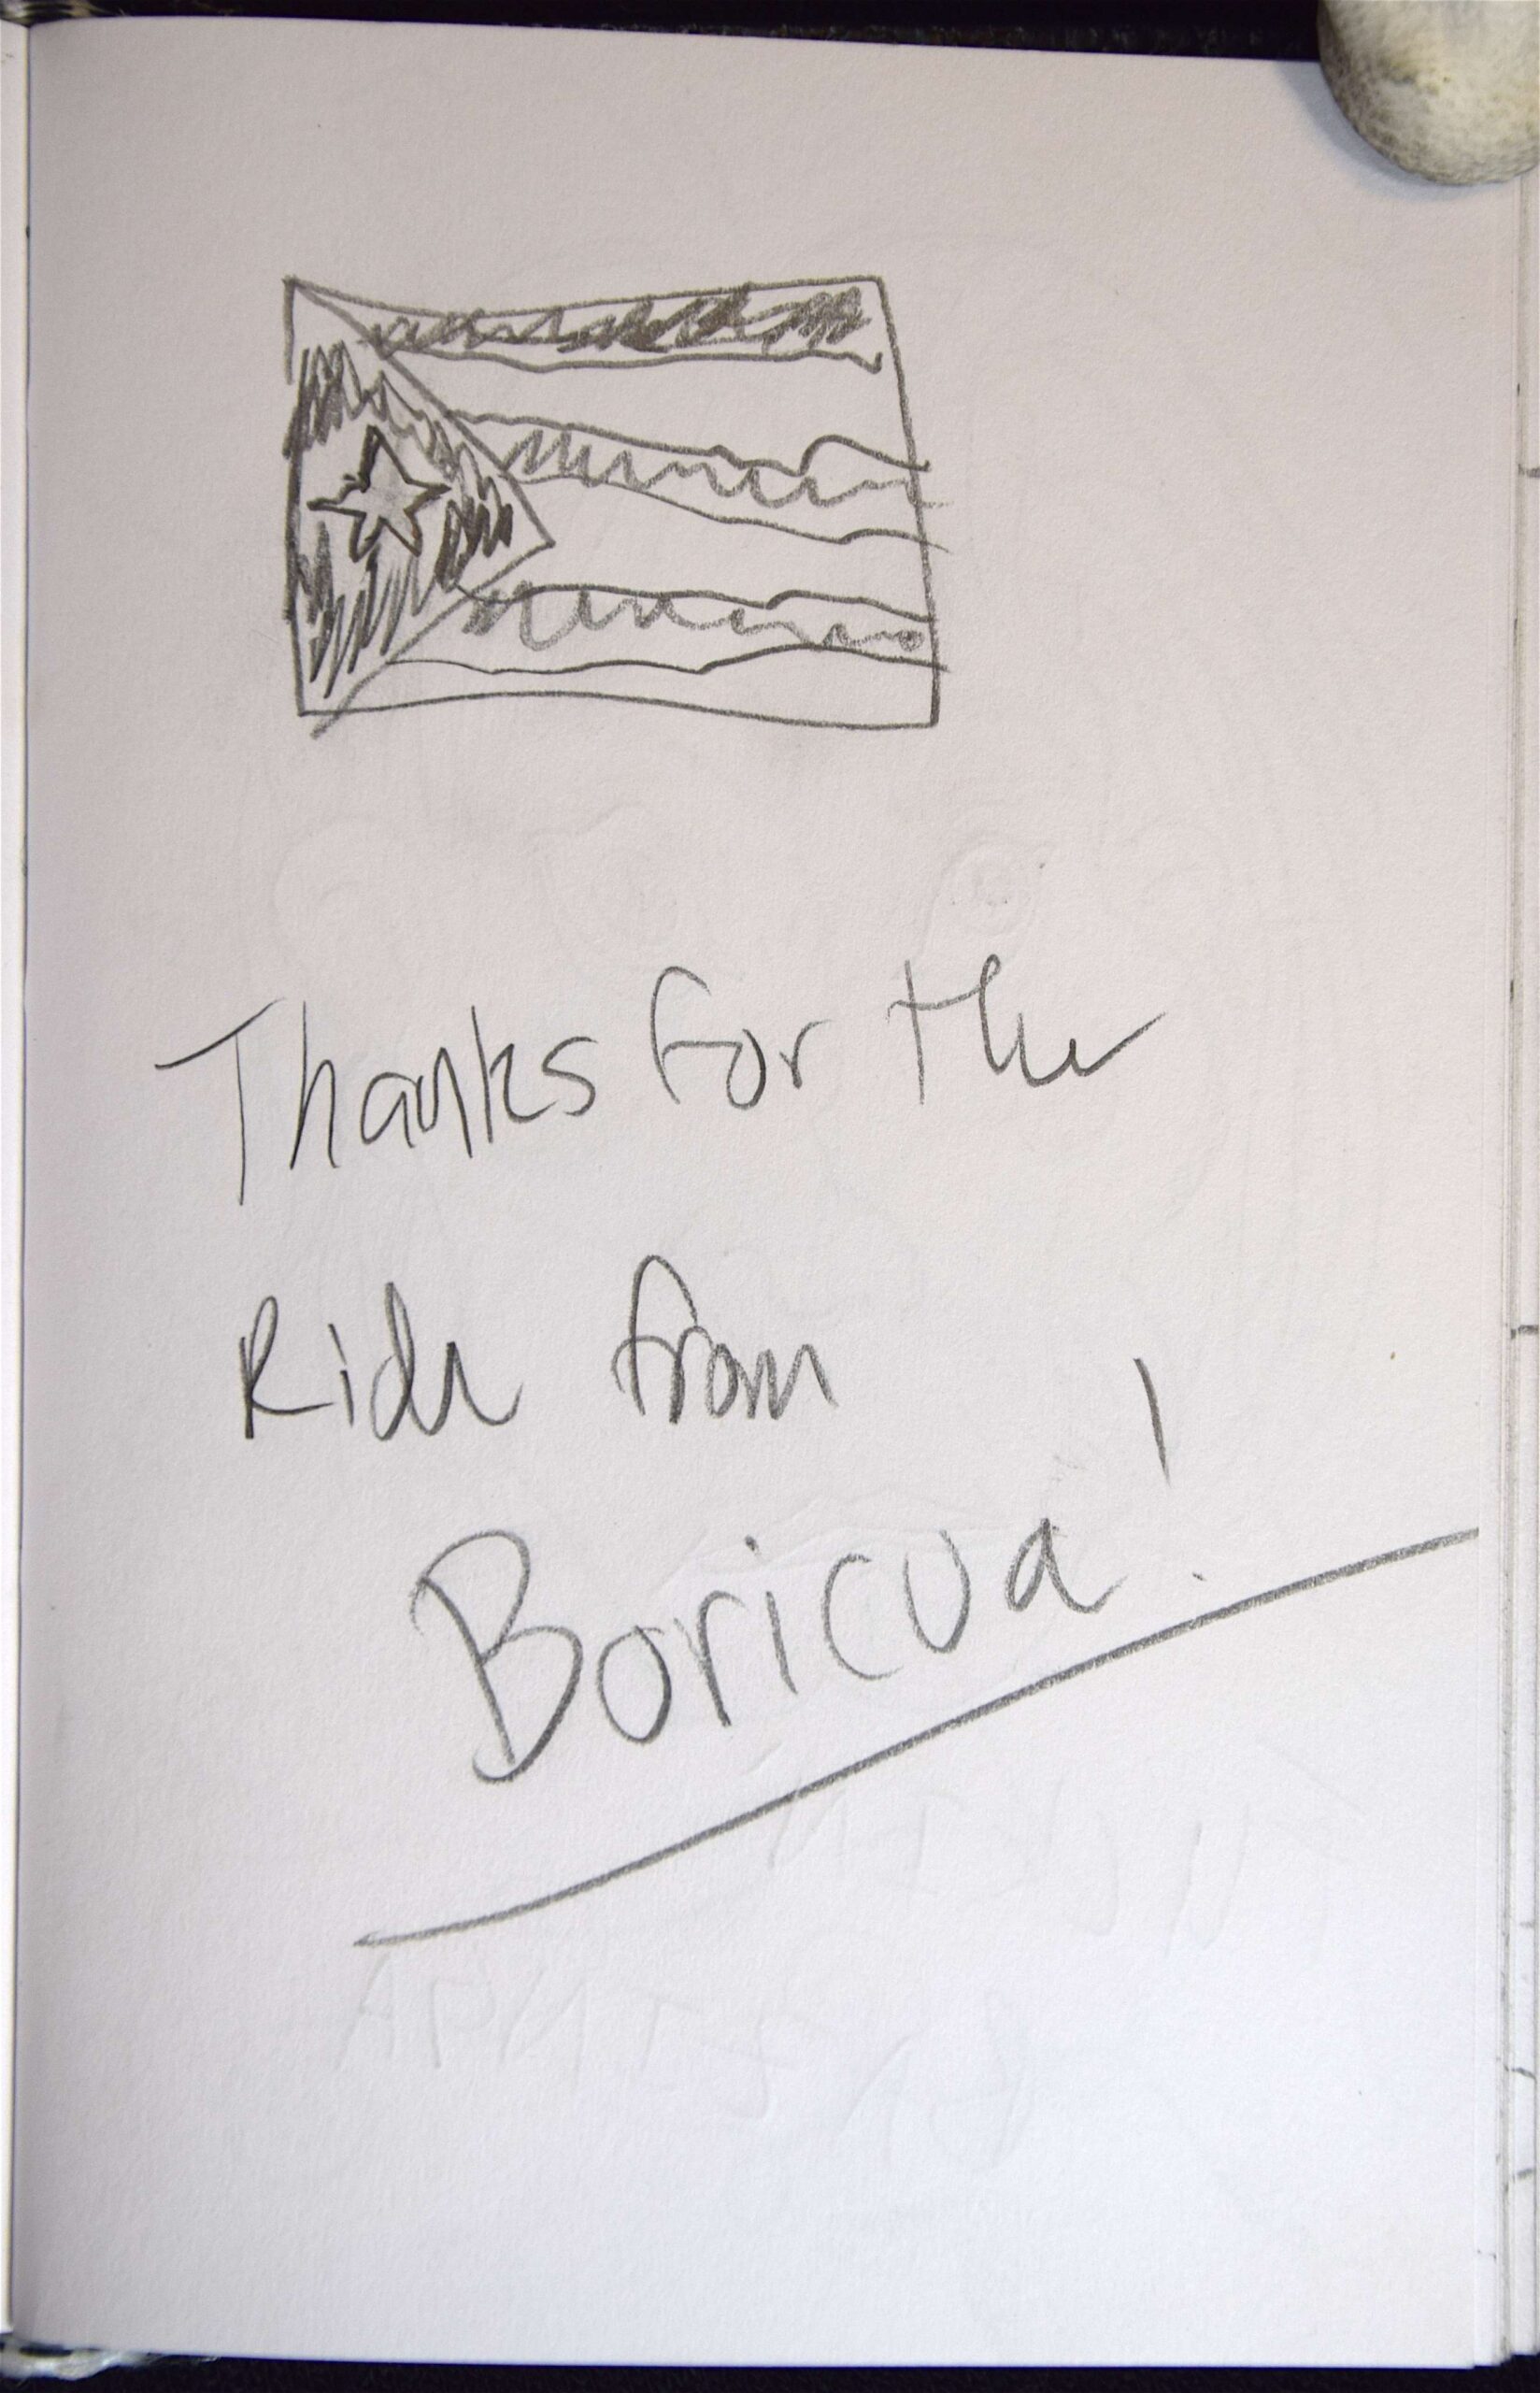 Thanks for the
Ride from
Boricua!